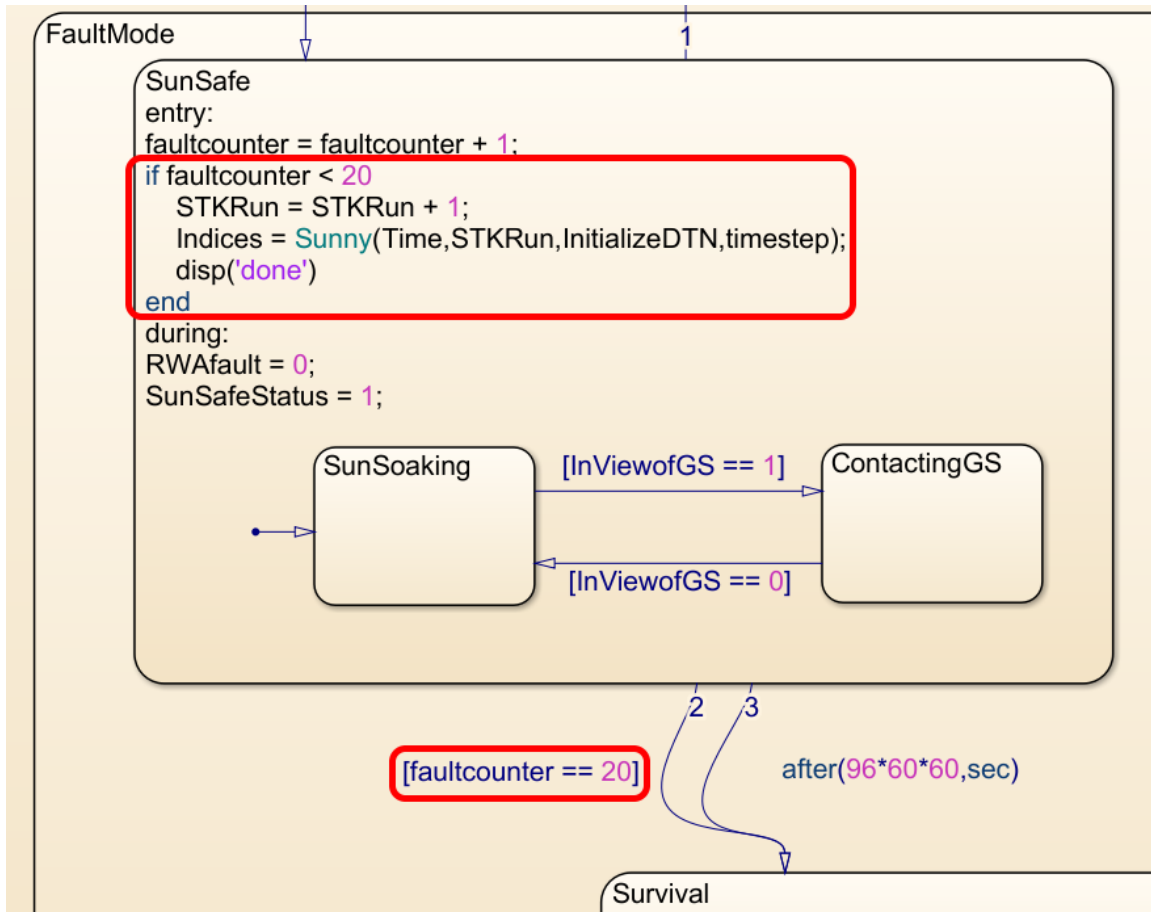 FaultMode
1
SunSafe
entry:
faultcounter = faultcounter + 1;
if faultcounter < 20
STKRun = STKRun + 1;
Indices = Sunny(Time,STKRun,InitializeDTN,timestep);
disp('done')
end
during:
RWAfault = 0;
SunSafeStatus = 1;
SunSoaking
[InViewofGS == 1]
ContactingGS
[InViewofGS == 0]
2
3
[faultcounter == 20]
after(96*60*60,sec)
Survival